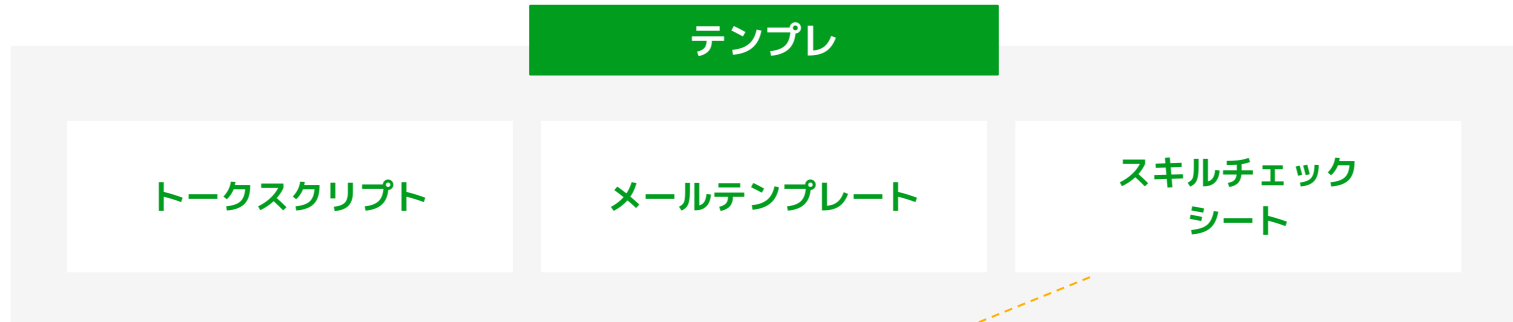 テンプレ
トークスクリプト
メールテンプレート
スキルチェック
シート